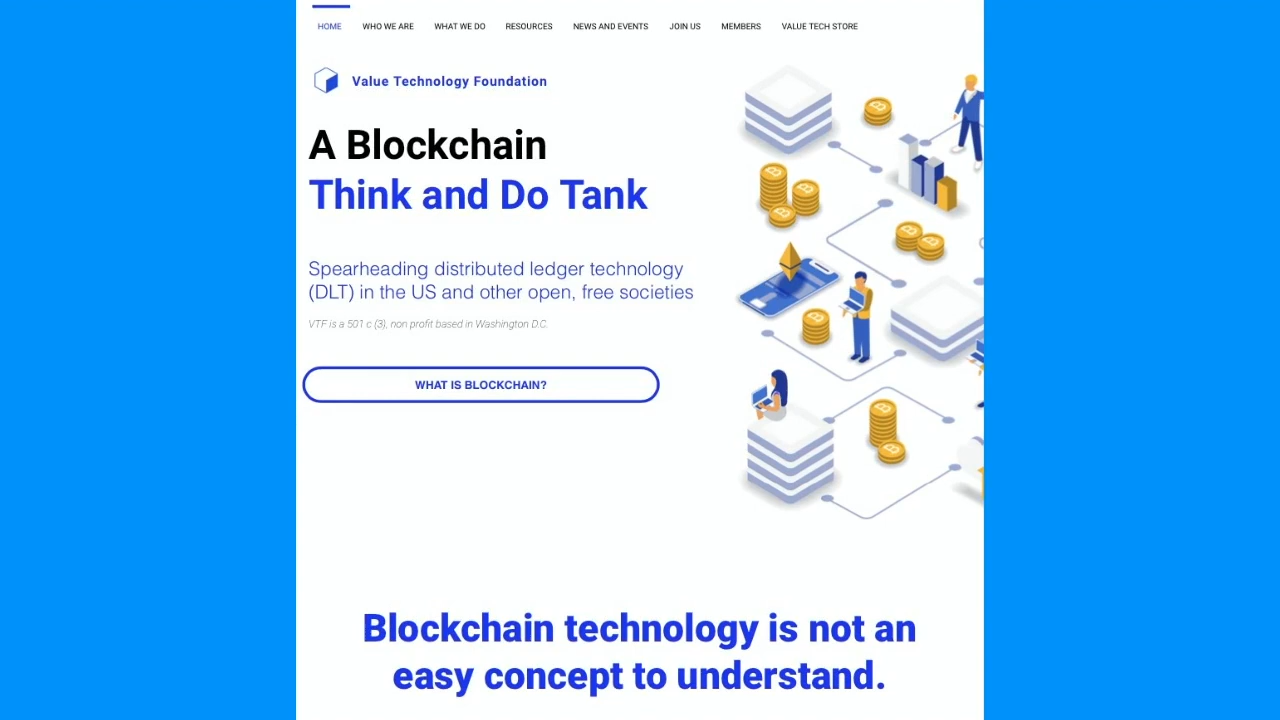 HOME WHO WE ARE WHAT WE DO RESOURCES NEWS AND EVENTS JOIN US MEMBERS VALUE TECH STORE
Value Technology Foundation
A Blockchain
Think and Do Tank
Spearheading distributed ledger technology
(DLT) in the US and other open, free societies
VTF is a 501 c (3), non profit based in Washington D.C.
WHAT IS BLOCKCHAIN?
Blockchain technology is not an
easy concept to understand.